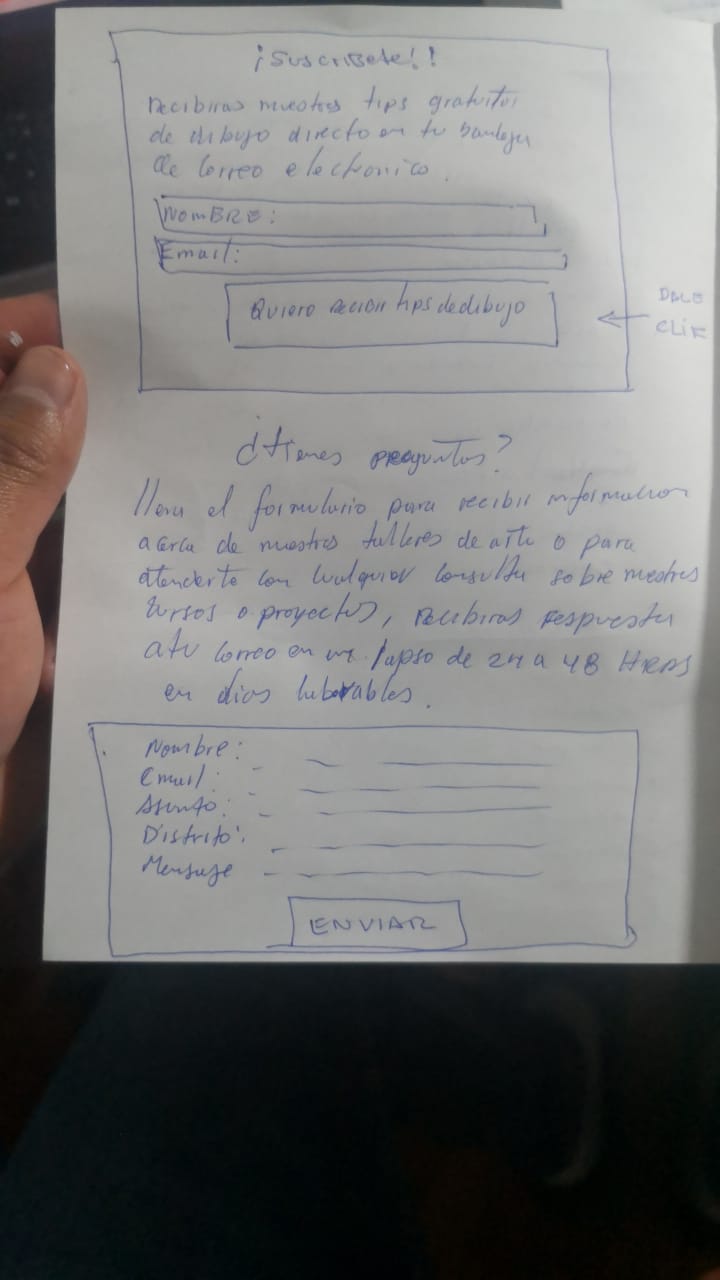 ¡Suscribete!!
recibiras nuestros tips gratuitos
de dibujo directo en tu bandeja
de correo electronico.
NomBRE:
Email:
Quiero recibir tips de dibujo
DALE
CLIK
¿tienes preguntas?
llena el formulario para recibir informacion
acerca de nuestros talleres de arte o para
atenderte con cualquier consulta sobre nuestros
cursos o proyectos, recibiras respuesta
a tu correo en un lapso de 24 a 48 HRAS
en dias laborables.
Nombre:
Email:
Asunto:
Distrito:
Mensaje
ENVIAR